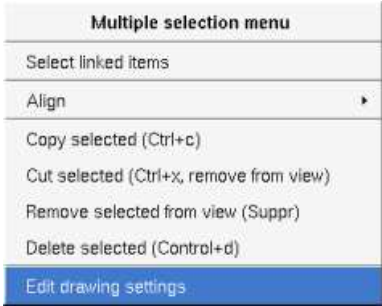 Multiple selection menu
Select linked items
Align
Copy selected (Ctrl+c)
Cut selected (Ctrl+x, remove from view)
Remove selected from view (Suppr)
Delete selected (Control+d)
Edit drawing settings